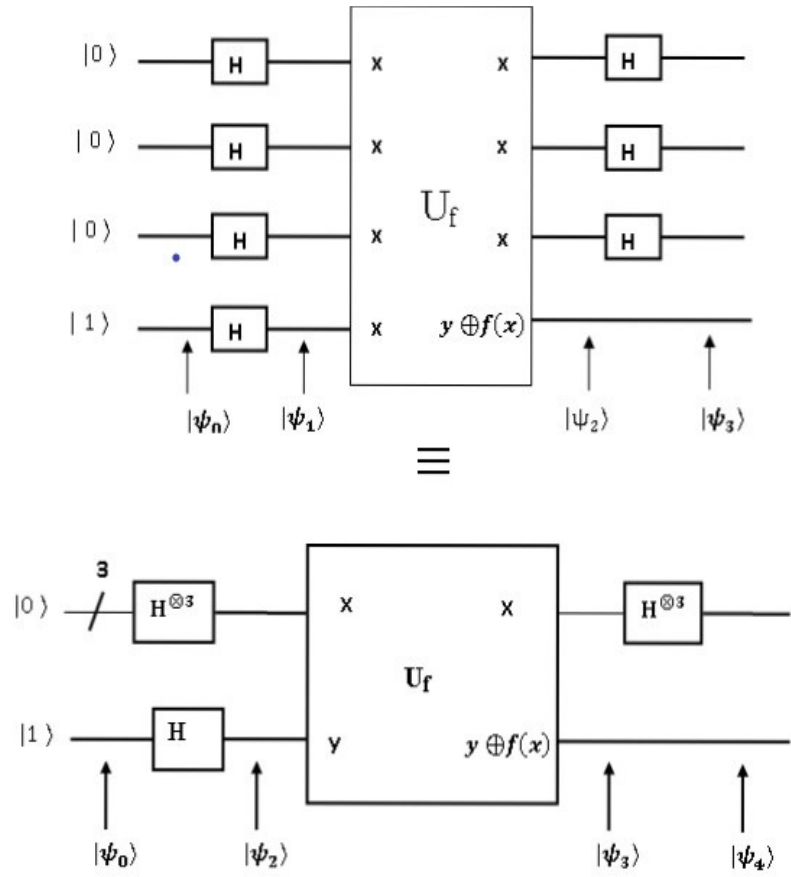 |0⟩ H x x H
|0⟩ H x x H
U_f
|0⟩ H x x H
|1⟩ H x y ⊕f(x)
|ψ₀⟩ |ψ₁⟩ |ψ₂⟩ |ψ₃⟩
≡
3
|0⟩ H^⊗3 x x H^⊗3
U_f
|1⟩ H y y ⊕f(x)
|ψ₀⟩ |ψ₂⟩ |ψ₃⟩ |ψ₄⟩